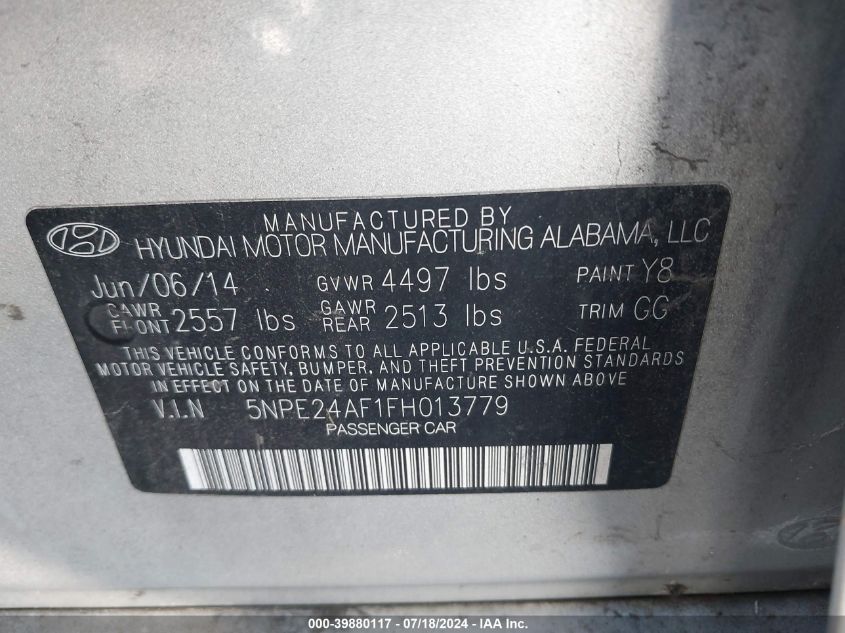 MANUFACTURED BY
HYUNDAI MOTOR MANUFACTURING ALABAMA, LLC
Jun/06/14 GVWR 4497 lbs PAINT Y8
GAWR FRONT 2557 lbs GAWR REAR 2513 lbs TRIM GG
THIS VEHICLE CONFORMS TO ALL APPLICABLE U.S.A. FEDERAL
MOTOR VEHICLE SAFETY, BUMPER, AND THEFT PREVENTION STANDARDS
IN EFFECT ON THE DATE OF MANUFACTURE SHOWN ABOVE
V.I.N 5NPE24AF1FH013779
PASSENGER CAR
000-39880117 - 07/18/2024 - IAA Inc.